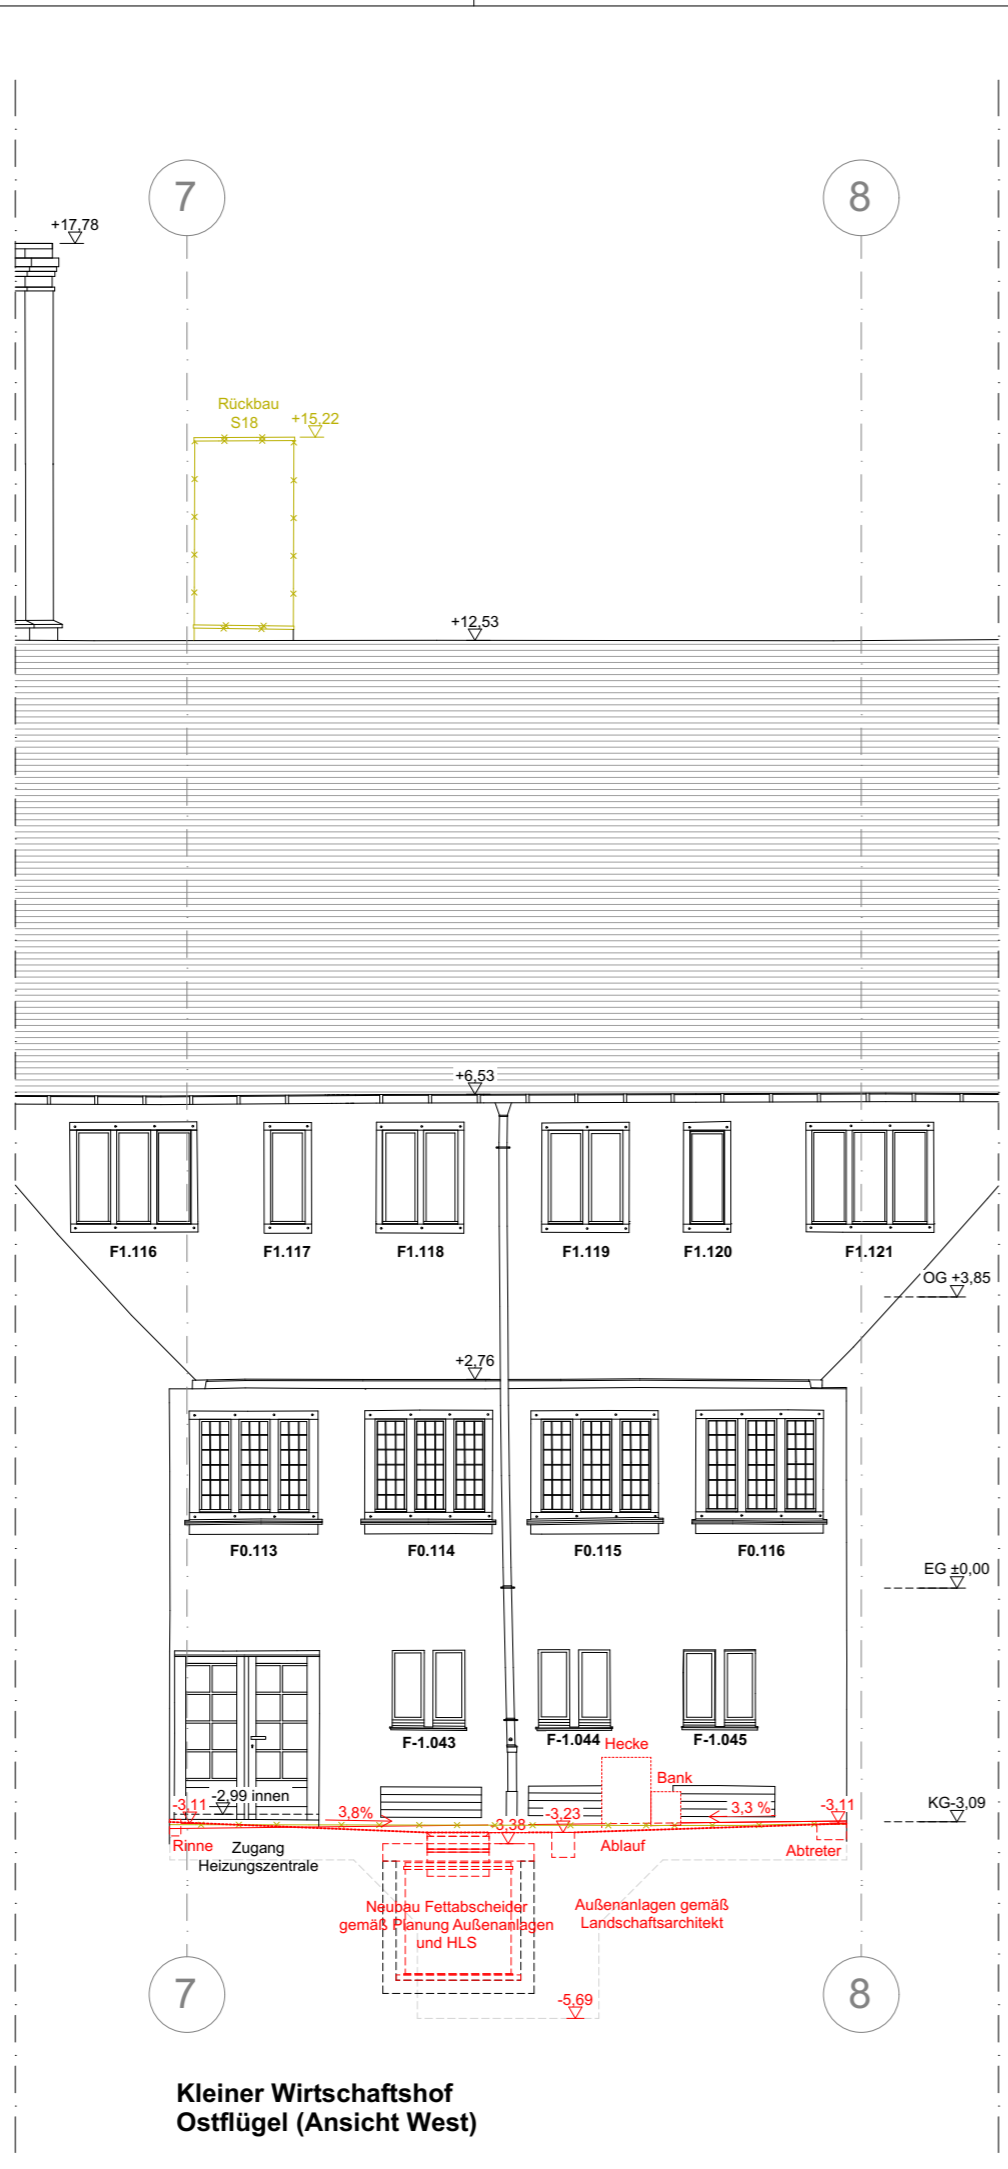 7
8
+17,78
Rückbau
S18
+15,22
+12,53
+6,53
F1.116
F1.117
F1.118
F1.119
F1.120
F1.121
OG +3,85
+2,76
F0.113
F0.114
F0.115
F0.116
EG ±0,00
F-1.043
F-1.044
F-1.045
Hecke
Bank
-2,99 innen
-3,11
3,8%
-3,38
-3,23
3,3 %
-3,11
KG-3,09
Rinne
Zugang
Heizungszentrale
Ablauf
Abtreter
Neubau Fettabscheider
gemäß Planung Außenanlagen
und HLS
Außenanlagen gemäß
Landschaftsarchitekt
-5,69
7
8
Kleiner Wirtschaftshof
Ostflügel (Ansicht West)